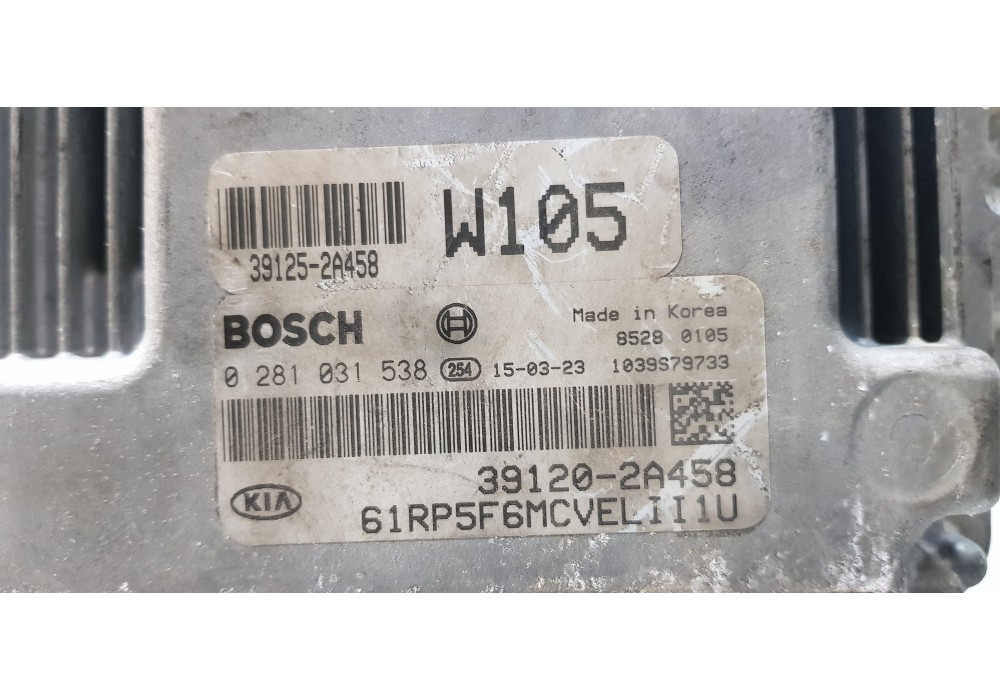 W105
39125-2A458
BOSCH
Made in Korea
8528 0105
0 281 031 538 254 15-03-23 1039S79733
39120-2A458
KIA
61RP5F6MCVELII1U